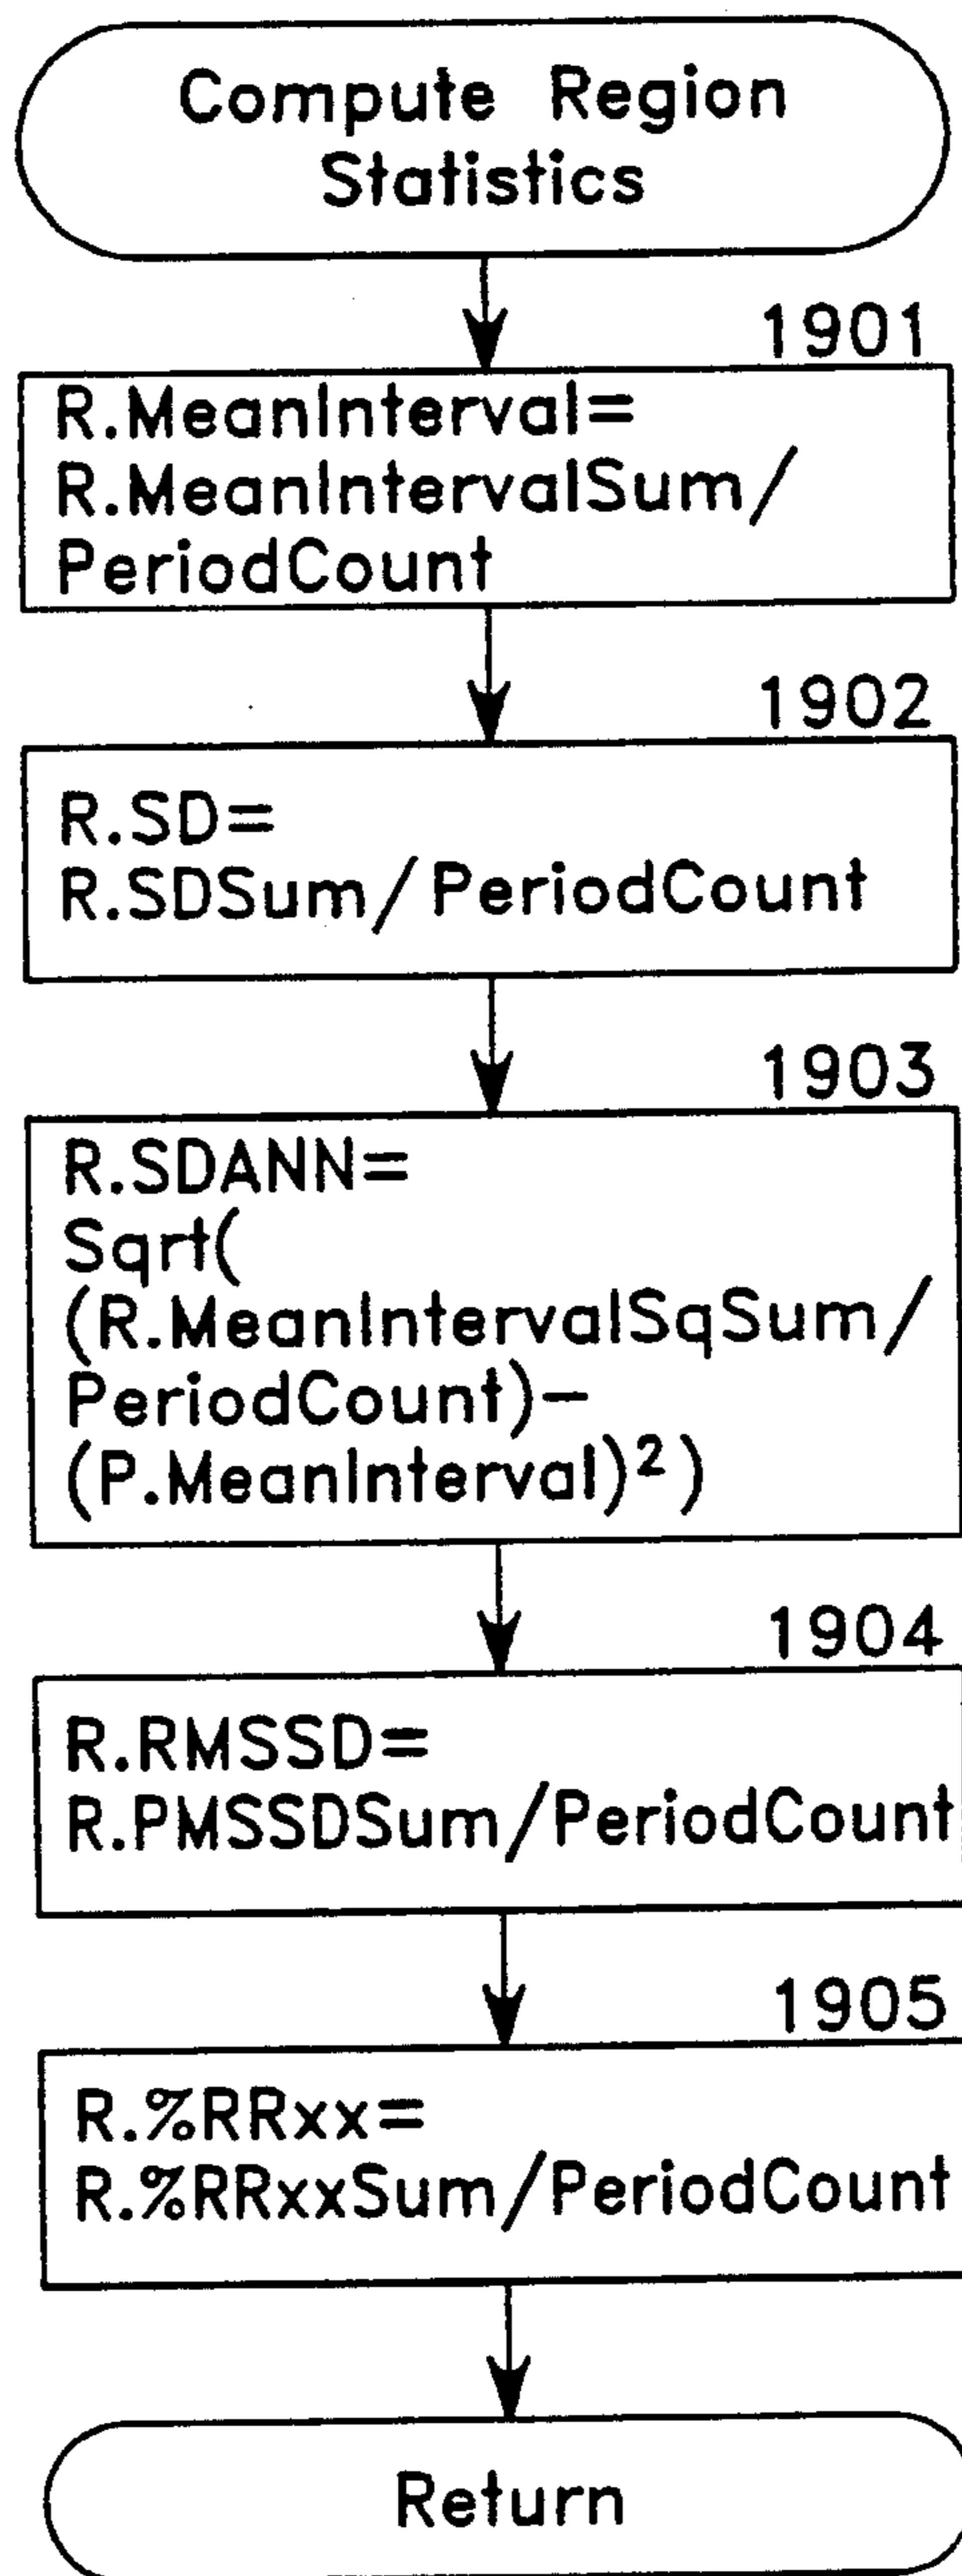 Compute Region
Statistics
1901
R.MeanInterval=
R.MeanIntervalSum/
PeriodCount
1902
R.SD=
R.SDSum/PeriodCount
1903
R.SDANN=
Sqrt(
(R.MeanIntervalSqSum/
PeriodCount)-
(P.MeanInterval)²)
1904
R.RMSSD=
R.PMSSDSum/PeriodCount
1905
R.%RRxx=
R.%RRxxSum/PeriodCount
Return